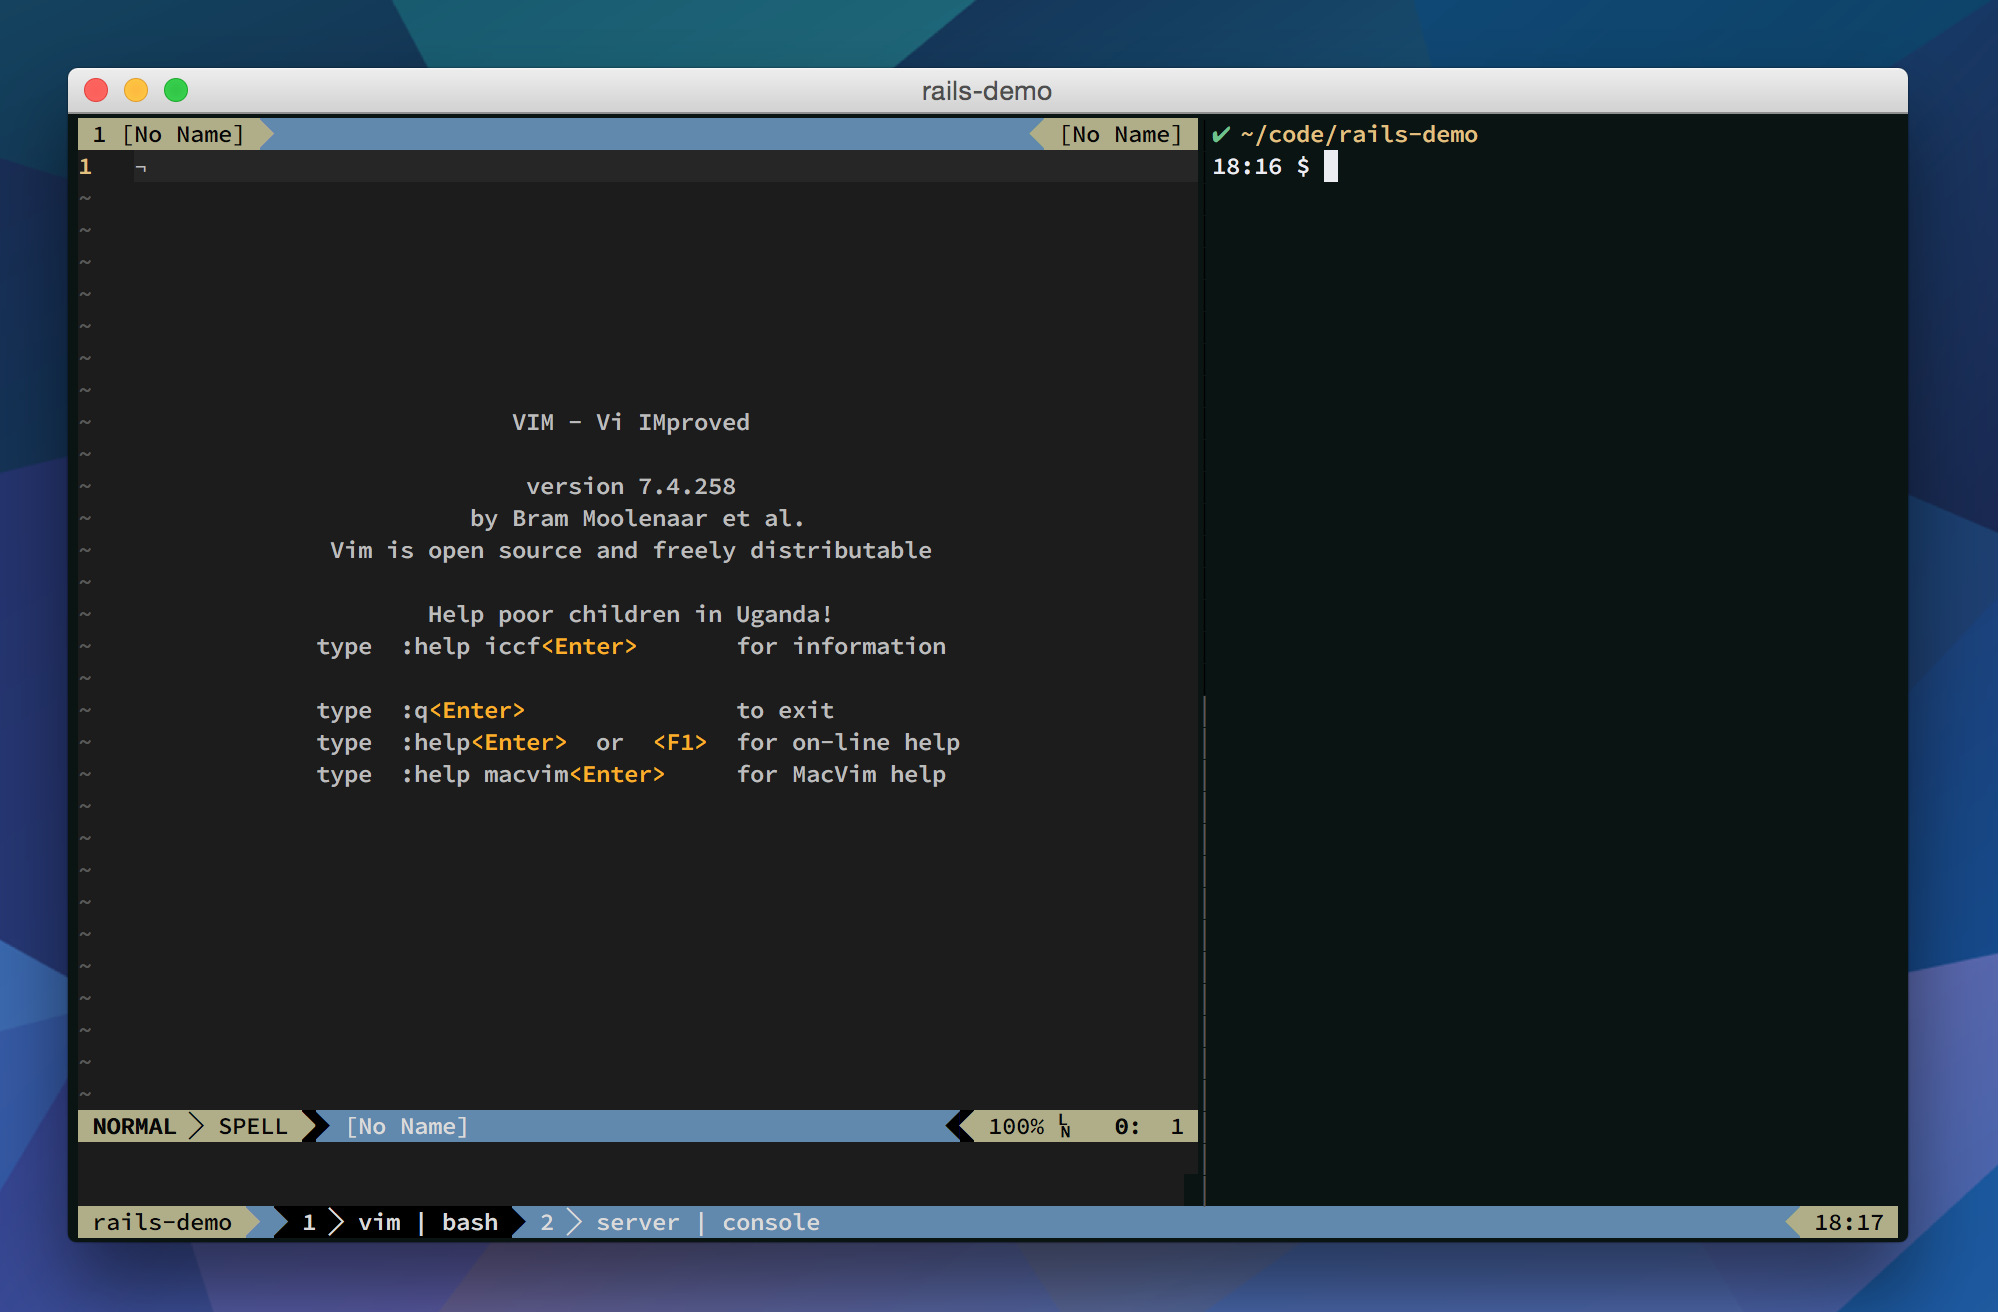 rails-demo
1 [No Name] [No Name]
1 ¬
~
~
~
~
~
~
~
~ VIM - Vi IMproved
~
~ version 7.4.258
~ by Bram Moolenaar et al.
~ Vim is open source and freely distributable
~
~ Help poor children in Uganda!
~ type :help iccf<Enter> for information
~
~ type :q<Enter> to exit
~ type :help<Enter> or <F1> for on-line help
~ type :help macvim<Enter> for MacVim help
~
~
~
~
~
~
~
~
~
~
NORMAL SPELL [No Name] 100% LN 0: 1
✔ ~/code/rails-demo
18:16 $
rails-demo 1 vim | bash 2 server | console 18:17